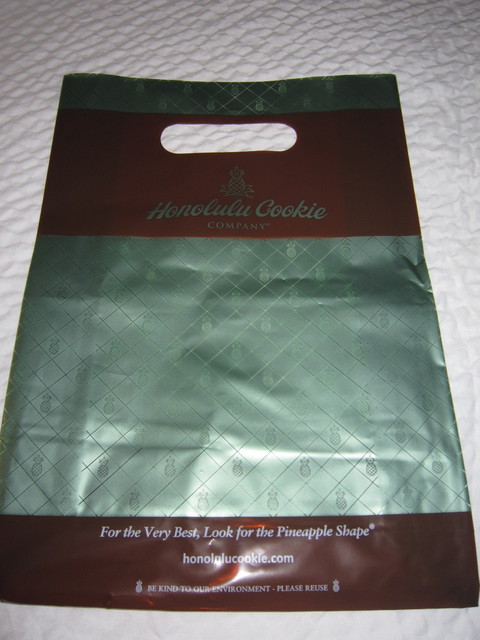 Honolulu Cookie
COMPANY™
For the Very Best, Look for the Pineapple Shape®
honolulucookie.com
BE KIND TO OUR ENVIRONMENT - PLEASE REUSE